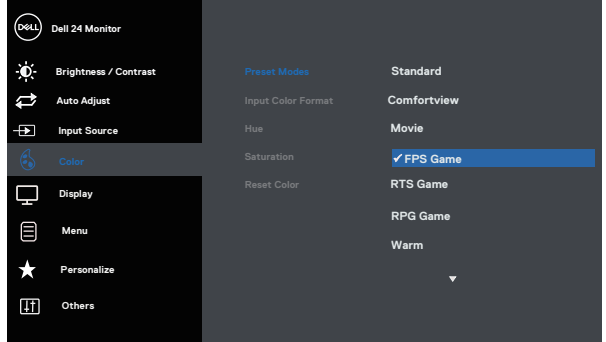 DELL
Dell 24 Monitor
Brightness / Contrast
Auto Adjust
Input Source
Color
Display
Menu
Personalize
Others
Preset Modes
Input Color Format
Hue
Saturation
Reset Color
Standard
Comfortview
Movie
✓ FPS Game
RTS Game
RPG Game
Warm